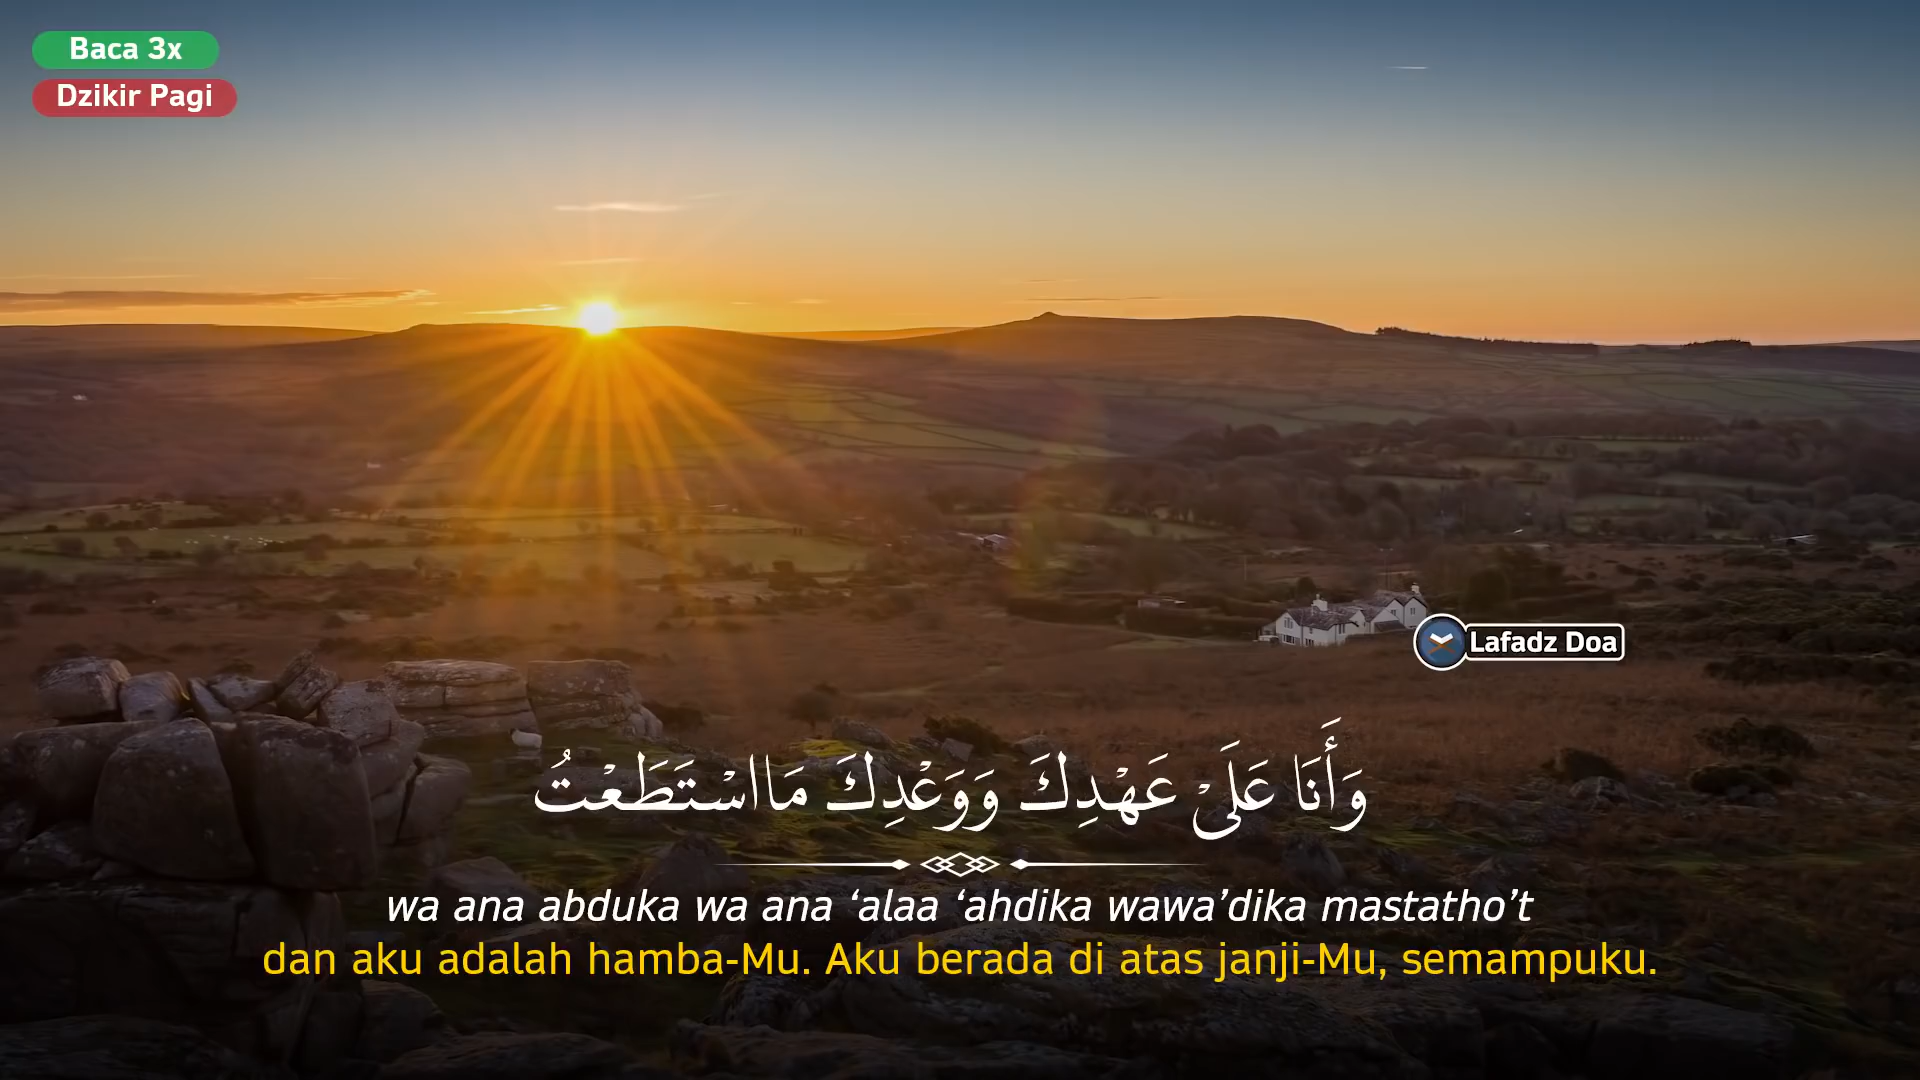 Baca 3x
Dzikir Pagi
Lafadz Doa
وَأَنَا عَلَىْ عَهْدِكَ وَوَعْدِكَ مَااسْتَطَعْتُ
wa ana abduka wa ana ‘alaa ‘ahdika wawa’dika mastatho’t
dan aku adalah hamba-Mu. Aku berada di atas janji-Mu, semampuku.